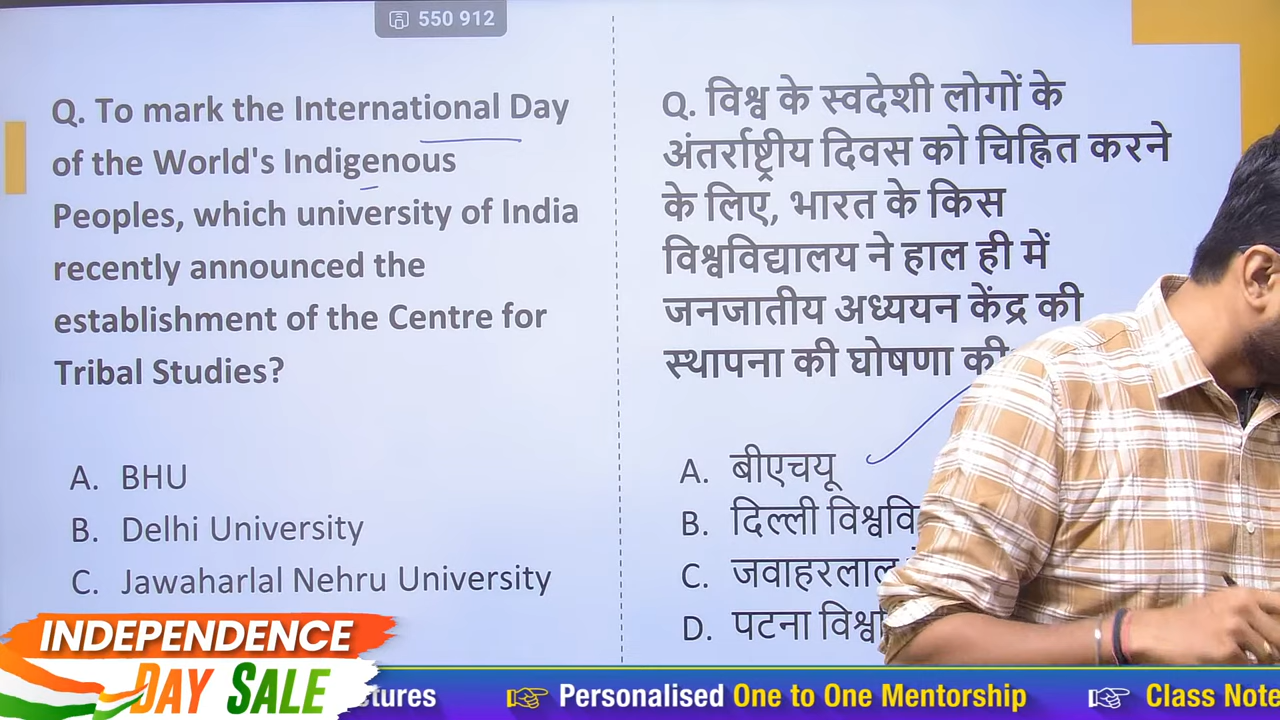 550 912
Q. To mark the International Day
of the World's Indigenous
Peoples, which university of India
recently announced the
establishment of the Centre for
Tribal Studies?
A. BHU
B. Delhi University
C. Jawaharlal Nehru University
Q. विश्व के स्वदेशी लोगों के
अंतर्राष्ट्रीय दिवस को चिह्नित करने
के लिए, भारत के किस
विश्वविद्यालय ने हाल ही में
जनजातीय अध्ययन केंद्र की
स्थापना की घोषणा की
A. बीएचयू
B. दिल्ली
C. जवाहरलाल
D. पटना
INDEPENDENCE
DAY SALE
Personalised One to One Mentorship
Class